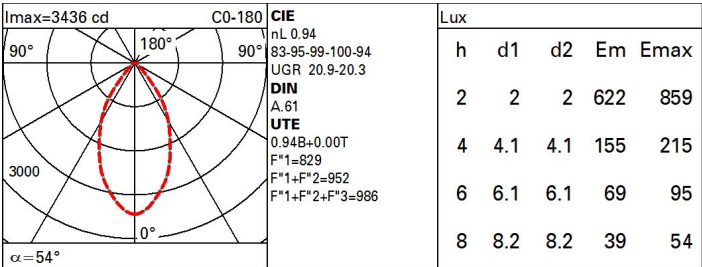 Imax=3436 cd C0-180
90° 180° 90°
3000
0°
α=54°
CIE
nL 0.94
83-95-99-100-94
UGR 20.9-20.3
DIN
A.61
UTE
0.94B+0.00T
F"1=829
F"1+F"2=952
F"1+F"2+F"3=986
Lux
h d1 d2 Em Emax
2 2 2 622 859
4 4.1 4.1 155 215
6 6.1 6.1 69 95
8 8.2 8.2 39 54